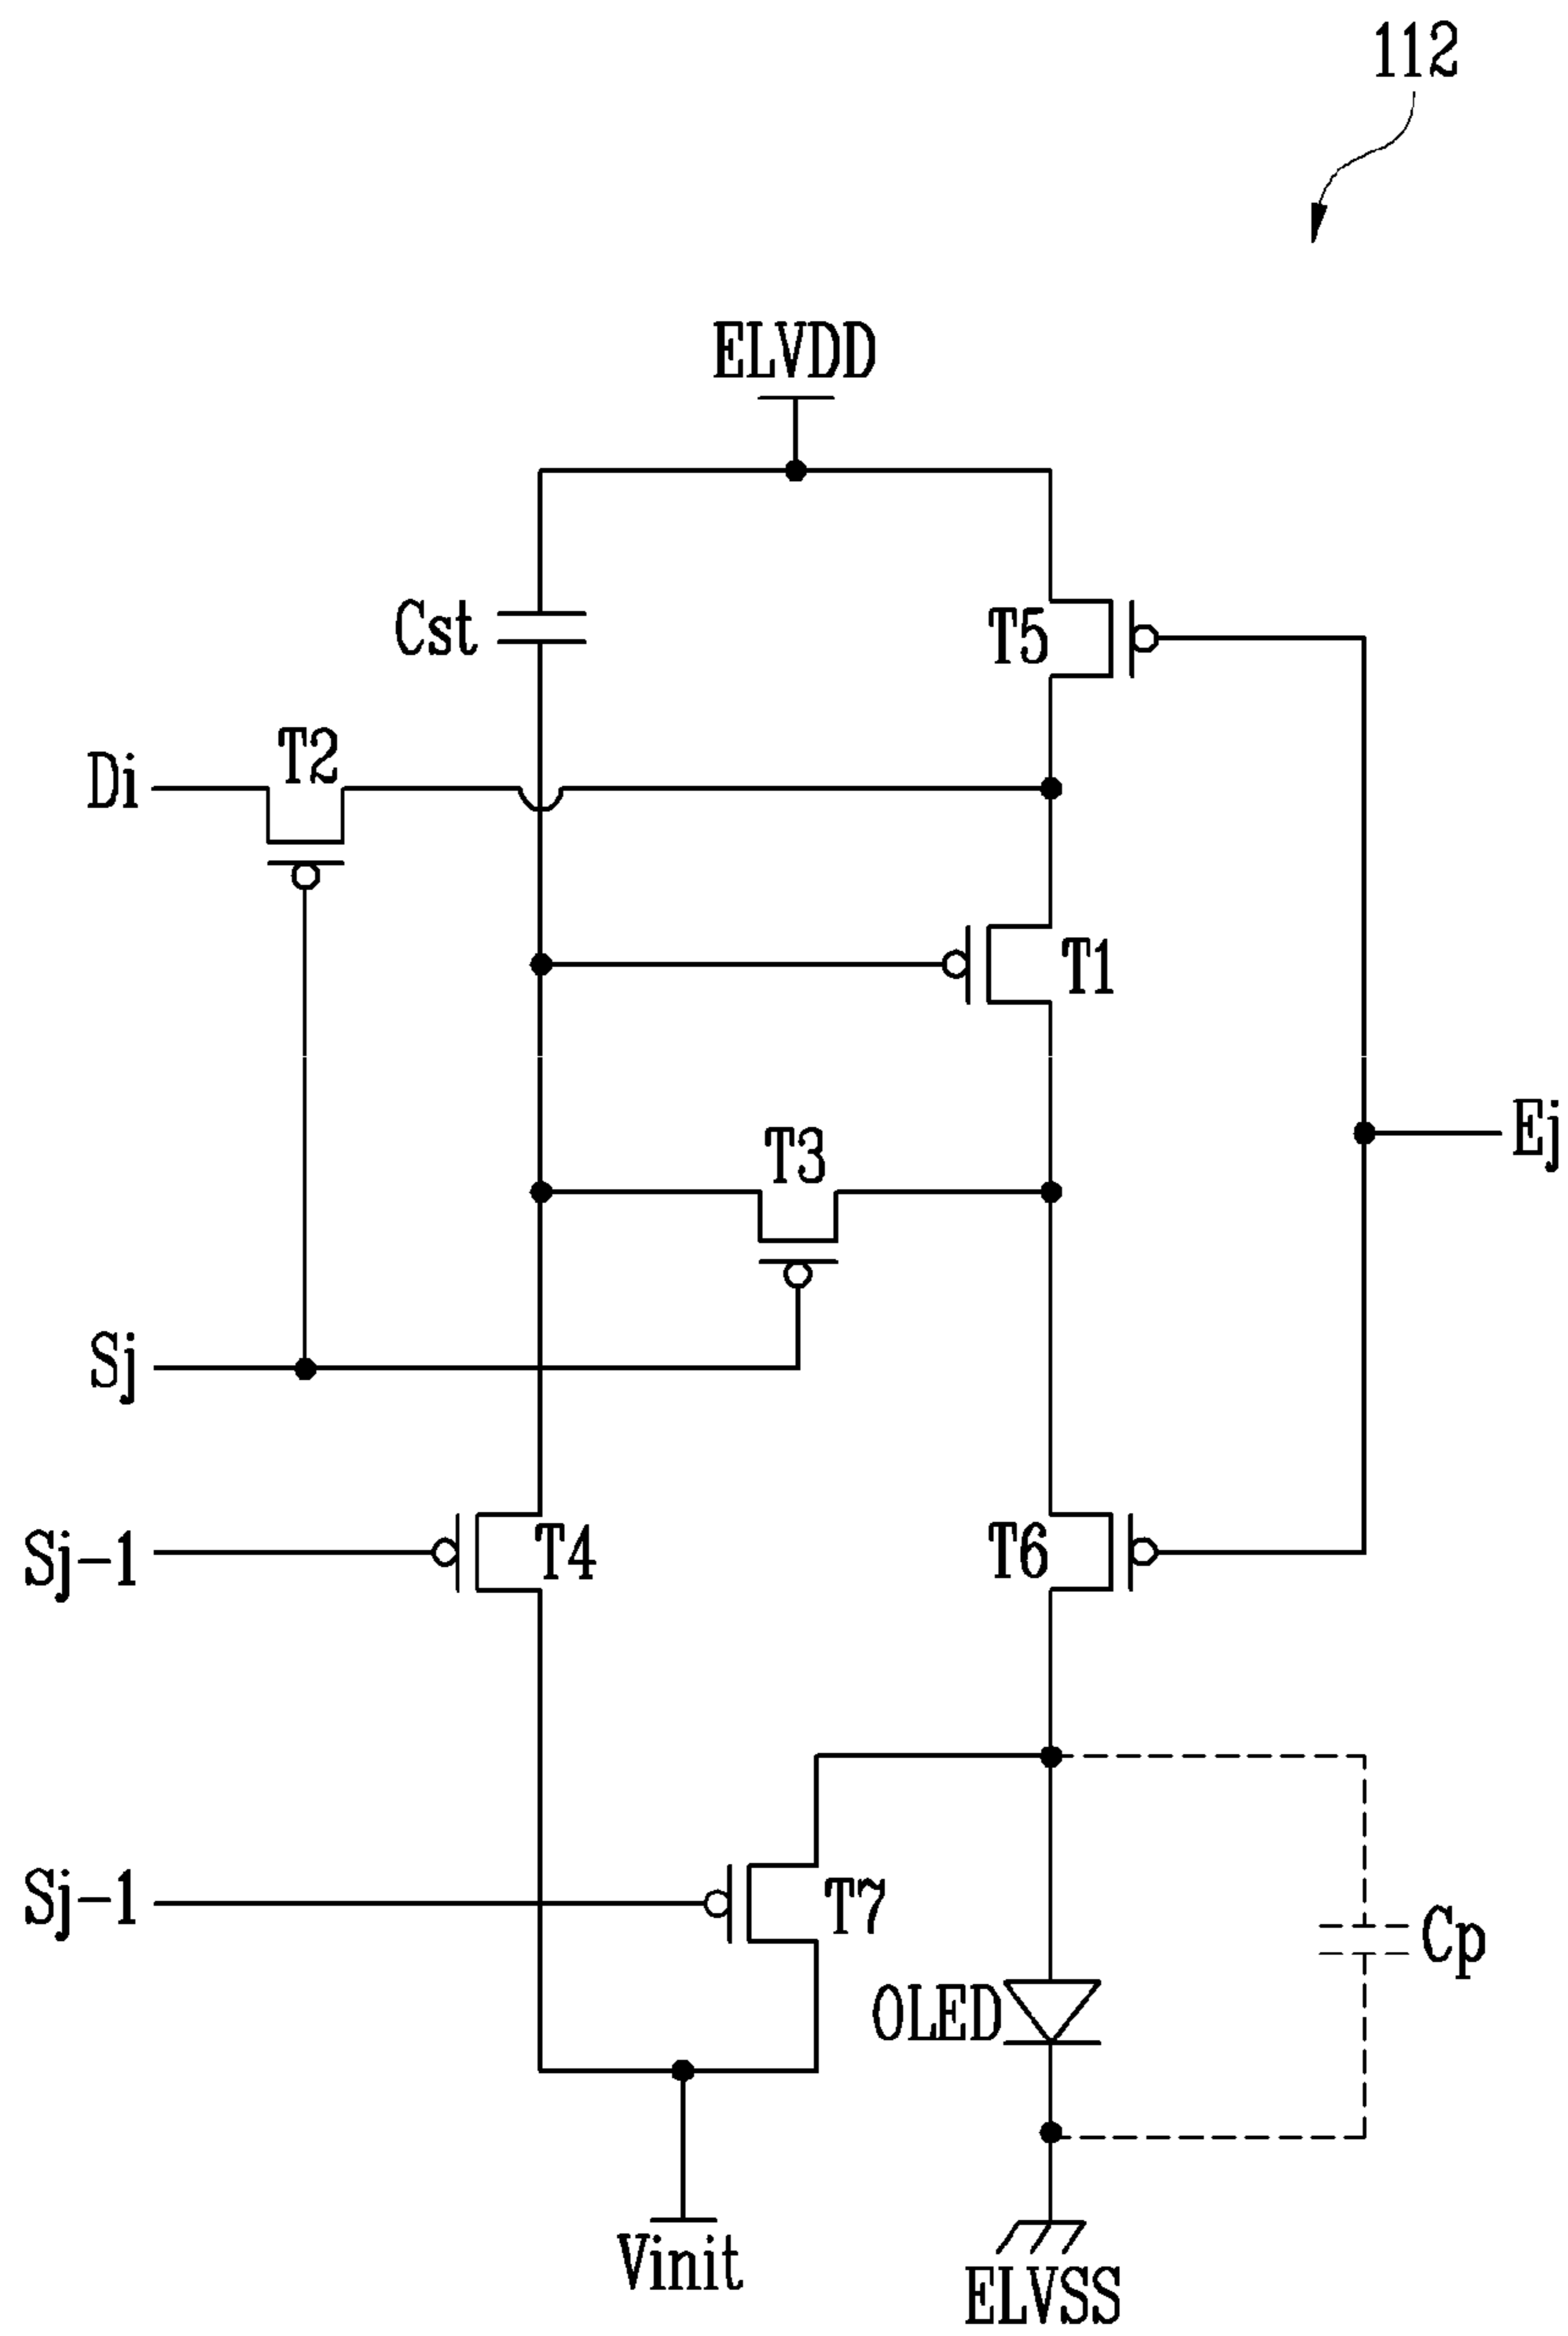 112
ELVDD
Cst
T5
T2
Di
T1
Ej
T3
Sj
Sj-1
T4
T6
Sj-1
T7
Cp
OLED
Vinit
ELVSS